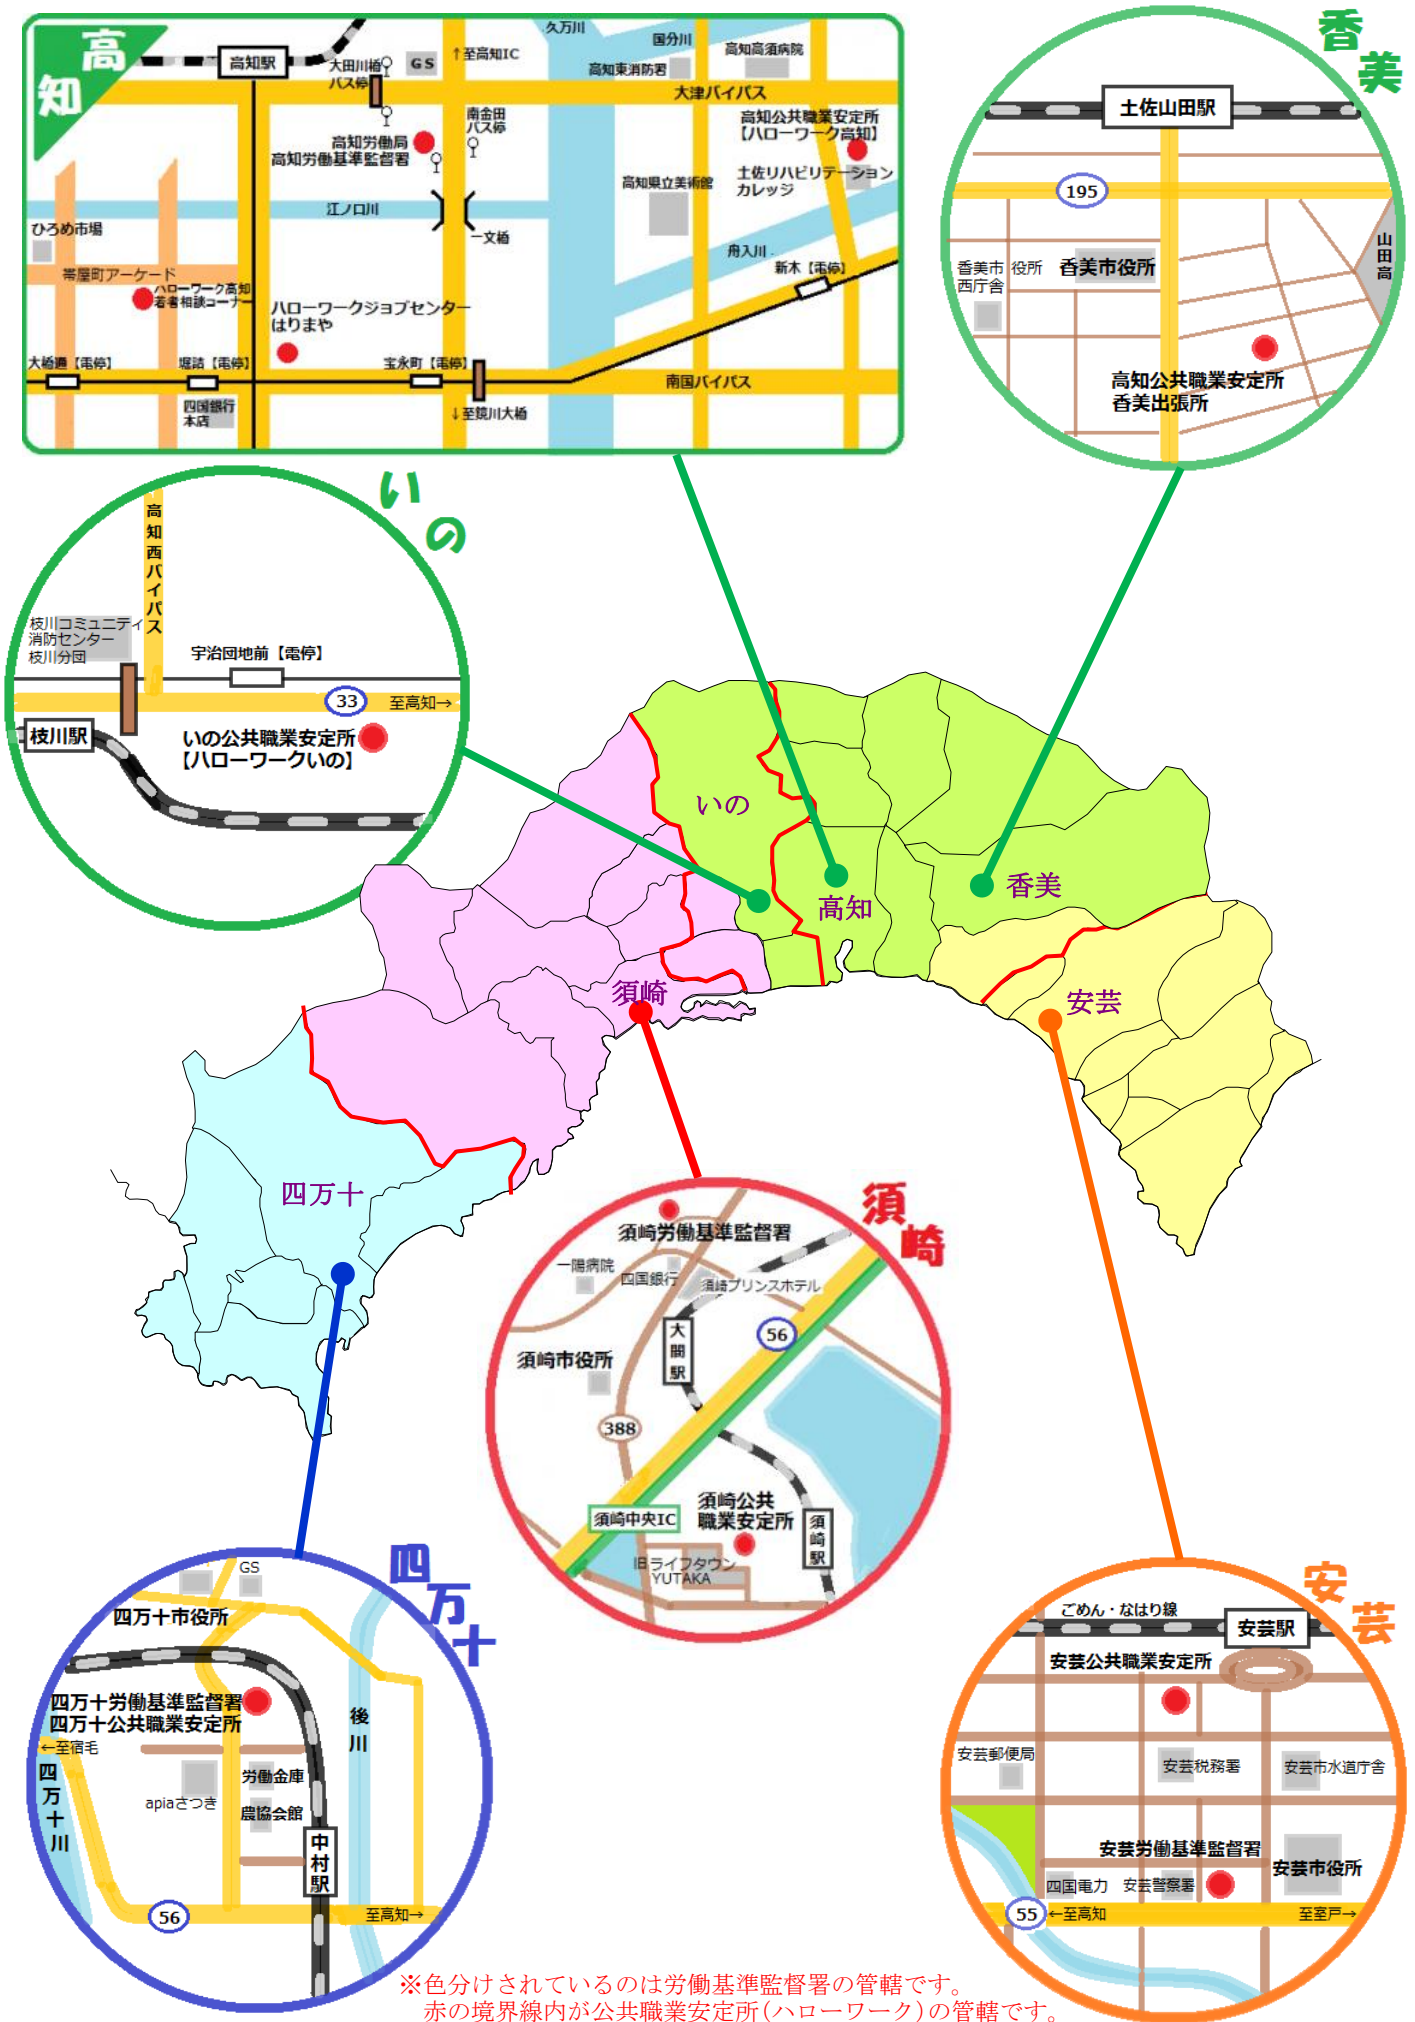 高知
高知駅
大田川橋
バス停
GS
↑至高知IC
久万川
国分川
高知高須病院
高知東消防署
大津バイパス
南金田
バス停
高知労働局
高知労働基準監督署
高知公共職業安定所
【ハローワーク高知】
高知県立美術館
土佐リハビリテーション
カレッジ
江ノ口川
ひろめ市場
一文橋
舟入川
新木【電停】
帯屋町アーケード
ハローワーク高知
若者相談コーナー
ハローワークジョブセンター
はりまや
大橋通【電停】
堀詰【電停】
宝永町【電停】
南国バイパス
四国銀行
本店
↓至鏡川大橋
香美
土佐山田駅
195
山田高
香美市 役所
西庁舎
香美市役所
高知公共職業安定所
香美出張所
いの
高知西バイパス
枝川コミュニティ
消防センター
枝川分団
宇治団地前【電停】
33
至高知→
枝川駅
いの公共職業安定所
【ハローワークいの】
いの
香美
高知
須崎
安芸
四万十
須崎
須崎労働基準監督署
一陽病院
四国銀行
須崎プリンスホテル
大間駅
56
須崎市役所
388
須崎公共
職業安定所
須崎中央IC
須崎駅
旧ライフタウン
YUTAKA
四万十
GS
四万十市役所
四万十労働基準監督署
四万十公共職業安定所
←至宿毛
後川
四万十川
労働金庫
apiaさつき
農協会館
中村駅
56
至高知→
安芸
ごめん・なはり線
安芸駅
安芸公共職業安定所
安芸郵便局
安芸税務署
安芸市水道庁舎
安芸労働基準監督署
安芸市役所
四国電力
安芸警察署
55
←至高知
至室戸→
※色分けされているのは労働基準監督署の管轄です。
赤の境界線内が公共職業安定所(ハローワーク)の管轄です。